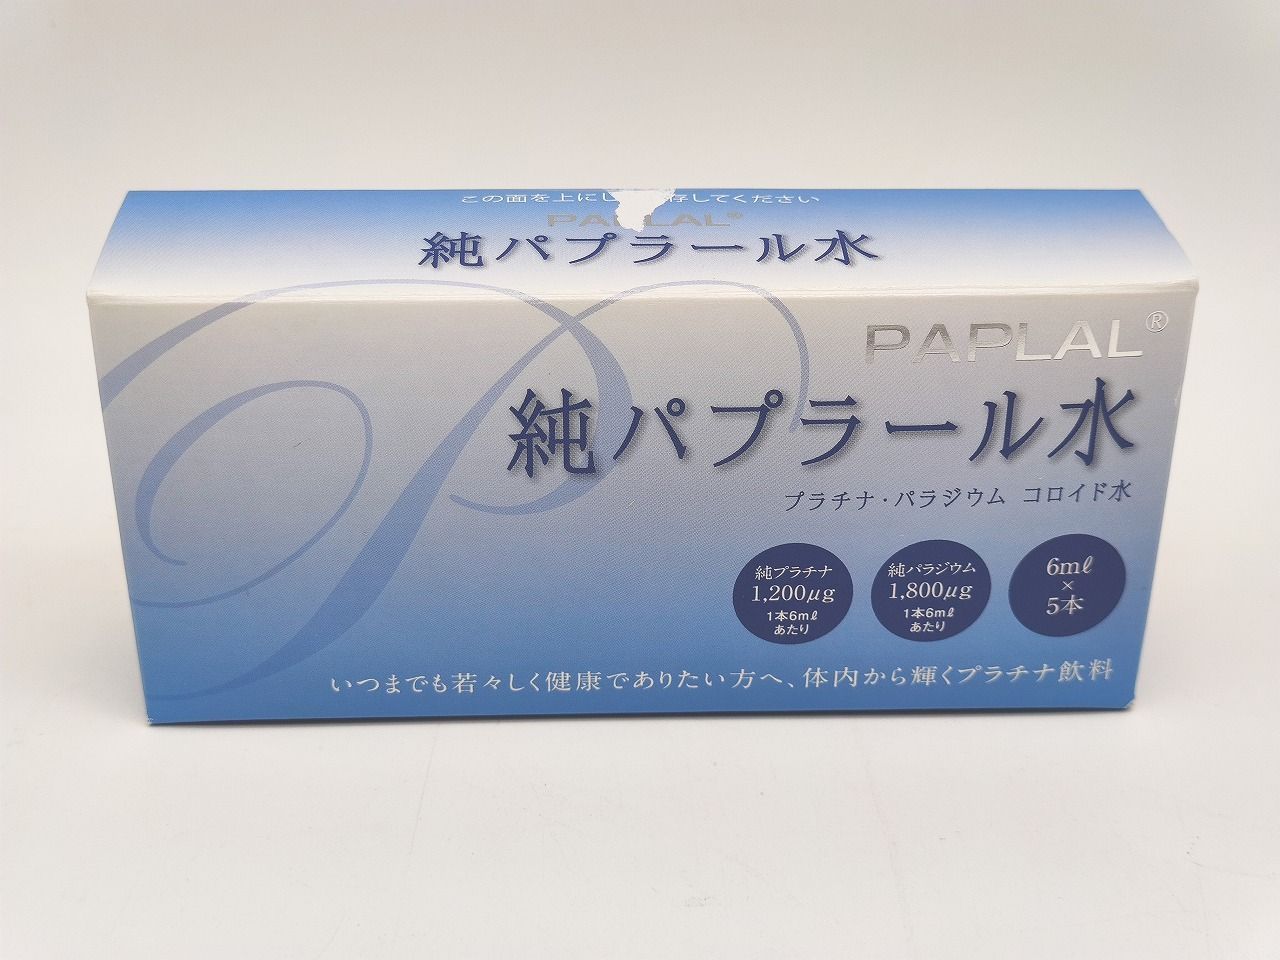 この面を上にし 存してください
PAPLAL®
純パプラール水
PAPLAL®
純パプラール水
プラチナ・パラジウム コロイド水
純プラチナ
1,200μg
1本6mℓ
あたり
純パラジウム
1,800μg
1本6mℓ
あたり
6mℓ
×
5本
いつまでも若々しく健康でありたい方へ、体内から輝くプラチナ飲料